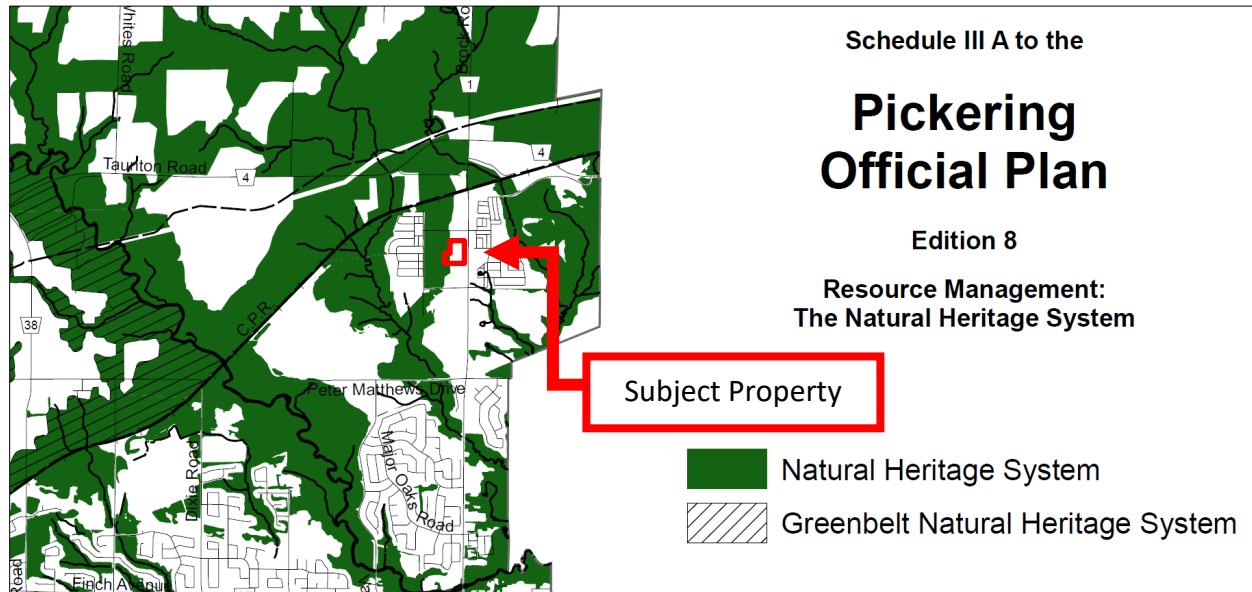 Whites Road
Brock Ro
1
Schedule III A to the
Pickering
Official Plan
Edition 8
Resource Management:
The Natural Heritage System
Taunton Road
4
4
38
C.P.R.
Subject Property
Peter Matthews Drive
Major Oaks Road
Dixie Road
Natural Heritage System
Greenbelt Natural Heritage System
Finch Avenue
Road